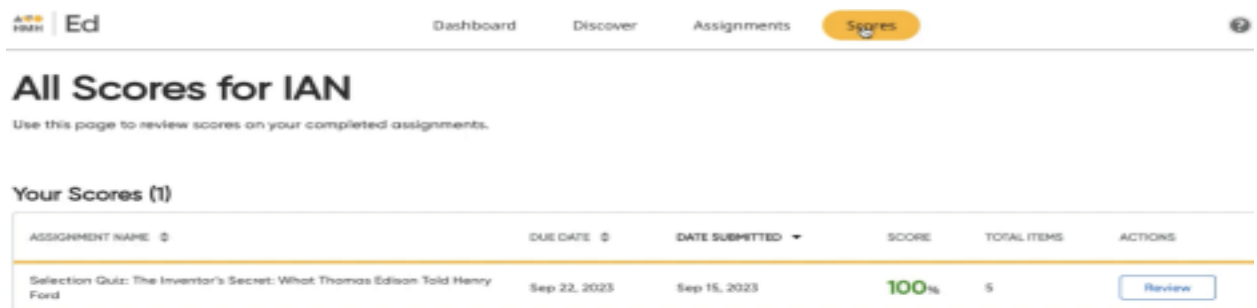 HMH Ed
Dashboard Discover Assignments Scores
All Scores for IAN
Use this page to review scores on your completed assignments.
Your Scores (1)
ASSIGNMENT NAME DUE DATE DATE SUBMITTED SCORE TOTAL ITEMS ACTIONS
Selection Quiz: The Inventor's Secret: What Thomas Edison Told Henry
Ford
Sep 22, 2023 Sep 15, 2023 100% 5 Review